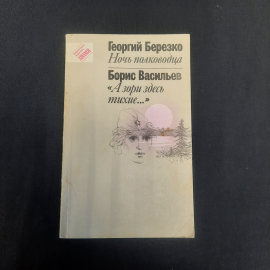 Георгий Березко
Ночь полководца
Борис Васильев
«А зори здесь
тихие...»